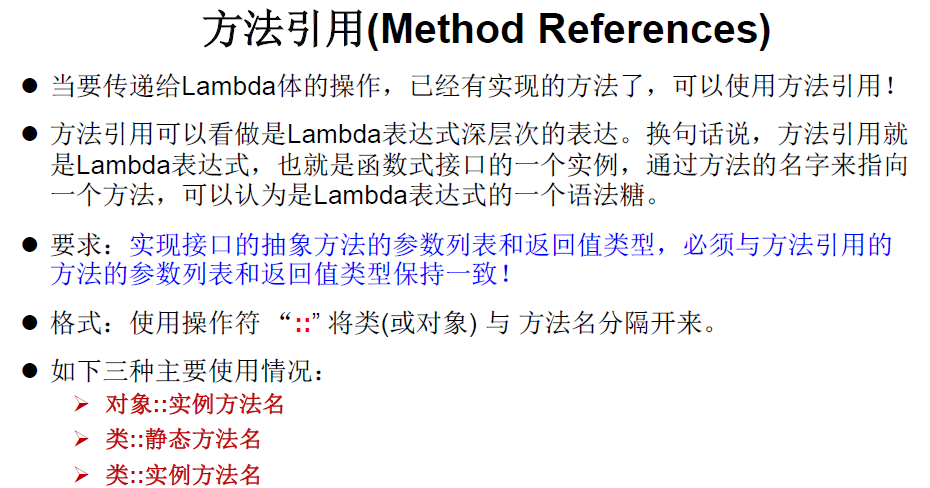 方法引用(Method References)
● 当要传递给Lambda体的操作，已经有实现的方法了，可以使用方法引用！
● 方法引用可以看做是Lambda表达式深层次的表达。换句话说，方法引用就
是Lambda表达式，也就是函数式接口的一个实例，通过方法的名字来指向
一个方法，可以认为是Lambda表达式的一个语法糖。
● 要求：实现接口的抽象方法的参数列表和返回值类型，必须与方法引用的
方法的参数列表和返回值类型保持一致！
● 格式：使用操作符 “::” 将类(或对象) 与 方法名分隔开来。
● 如下三种主要使用情况：
➢ 对象::实例方法名
➢ 类::静态方法名
➢ 类::实例方法名